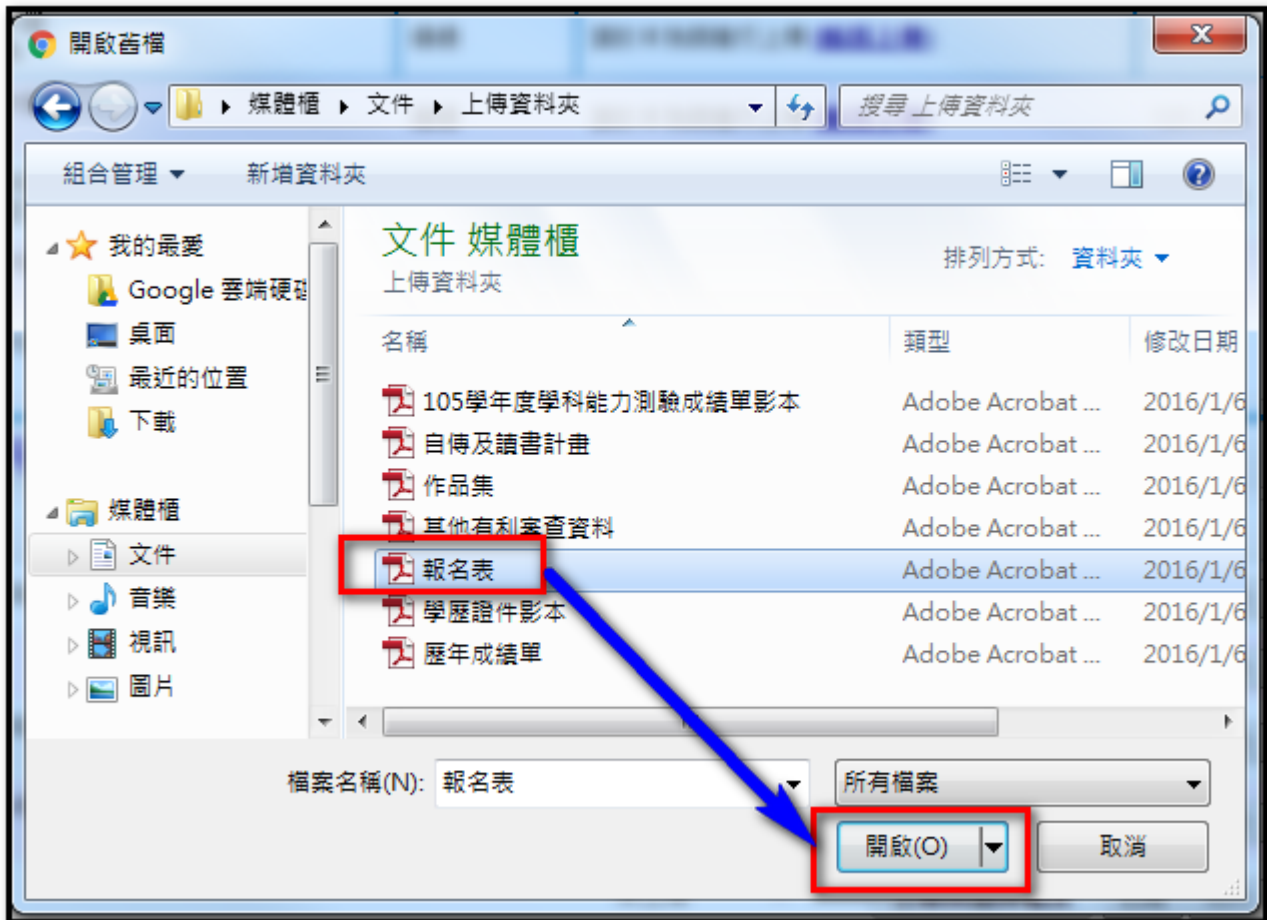 開啟舊檔
媒體櫃 文件 上傳資料夾
搜尋 上傳資料夾
組合管理 新增資料夾
我的最愛
Google 雲端硬碟
桌面
最近的位置
下載
媒體櫃
文件
音樂
視訊
圖片
文件 媒體櫃
上傳資料夾
排列方式: 資料夾
名稱 類型 修改日期
105學年度學科能力測驗成績單影本 Adobe Acrobat ... 2016/1/6
自傳及讀書計畫 Adobe Acrobat ... 2016/1/6
作品集 Adobe Acrobat ... 2016/1/6
其他有利審查資料 Adobe Acrobat ... 2016/1/6
報名表 Adobe Acrobat ... 2016/1/6
學歷證件影本 Adobe Acrobat ... 2016/1/6
歷年成績單 Adobe Acrobat ... 2016/1/6
檔案名稱(N): 報名表 所有檔案
開啟(O) 取消